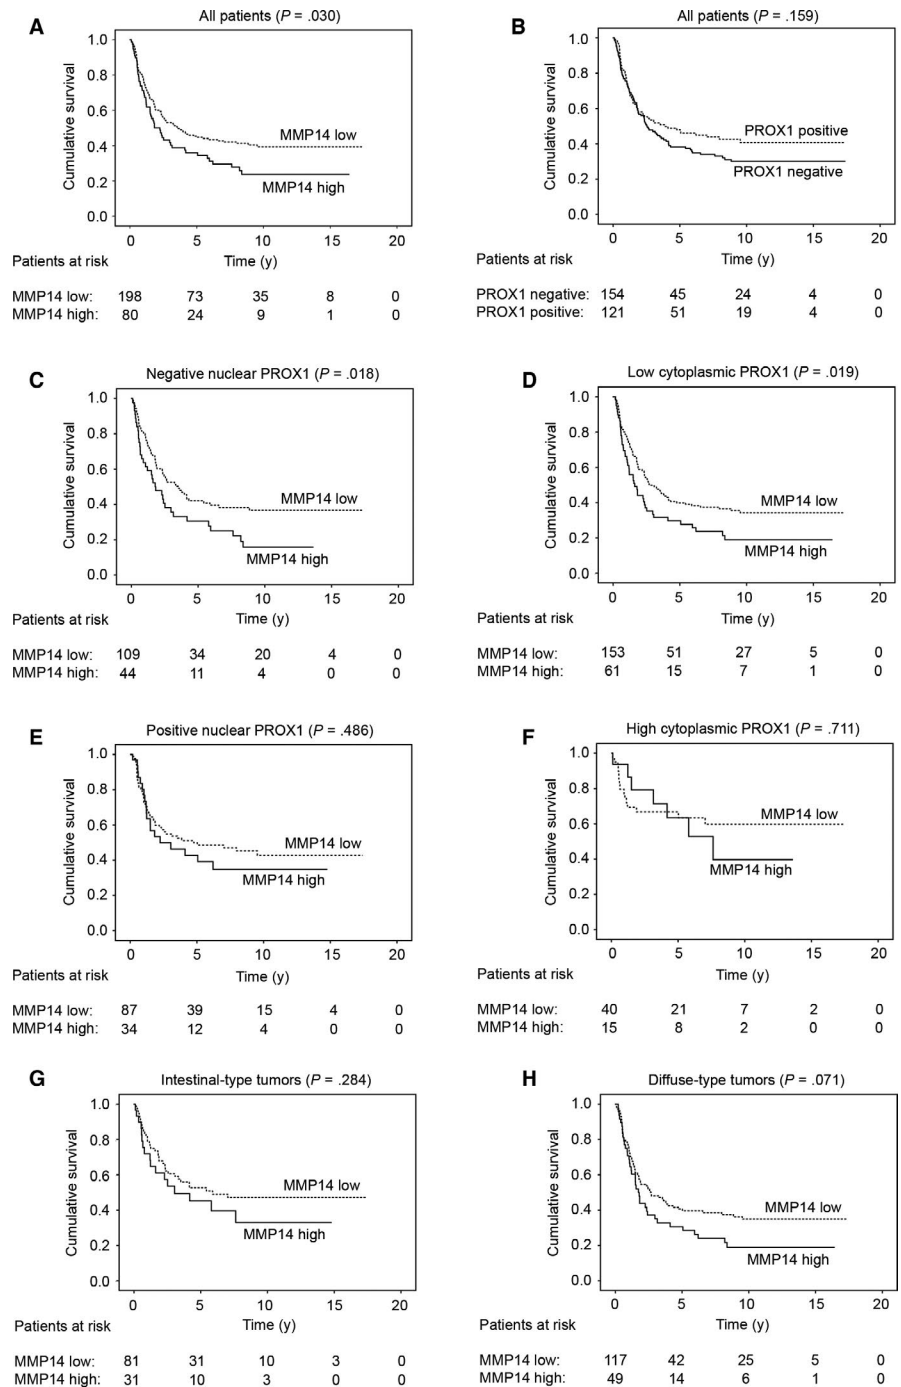 A
All patients (P = .030)
Cumulative survival
1.0
0.8
0.6
0.4
0.2
0.0
MMP14 low
MMP14 high
0 5 10 15 20
Patients at risk Time (y)
MMP14 low: 198 73 35 8 0
MMP14 high: 80 24 9 1 0
B
All patients (P = .159)
Cumulative survival
1.0
0.8
0.6
0.4
0.2
0.0
PROX1 positive
PROX1 negative
0 5 10 15 20
Patients at risk Time (y)
PROX1 negative: 154 45 24 4 0
PROX1 positive: 121 51 19 4 0
C
Negative nuclear PROX1 (P = .018)
Cumulative survival
1.0
0.8
0.6
0.4
0.2
0.0
MMP14 low
MMP14 high
0 5 10 15 20
Patients at risk Time (y)
MMP14 low: 109 34 20 4 0
MMP14 high: 44 11 4 0 0
D
Low cytoplasmic PROX1 (P = .019)
Cumulative survival
1.0
0.8
0.6
0.4
0.2
0.0
MMP14 low
MMP14 high
0 5 10 15 20
Patients at risk Time (y)
MMP14 low: 153 51 27 5 0
MMP14 high: 61 15 7 1 0
E
Positive nuclear PROX1 (P = .486)
Cumulative survival
1.0
0.8
0.6
0.4
0.2
0.0
MMP14 low
MMP14 high
0 5 10 15 20
Patients at risk Time (y)
MMP14 low: 87 39 15 4 0
MMP14 high: 34 12 4 0 0
F
High cytoplasmic PROX1 (P = .711)
Cumulative survival
1.0
0.8
0.6
0.4
0.2
0.0
MMP14 low
MMP14 high
0 5 10 15 20
Patients at risk Time (y)
MMP14 low: 40 21 7 2 0
MMP14 high: 15 8 2 0 0
G
Intestinal-type tumors (P = .284)
Cumulative survival
1.0
0.8
0.6
0.4
0.2
0.0
MMP14 low
MMP14 high
0 5 10 15 20
Patients at risk Time (y)
MMP14 low: 81 31 10 3 0
MMP14 high: 31 10 3 0 0
H
Diffuse-type tumors (P = .071)
Cumulative survival
1.0
0.8
0.6
0.4
0.2
0.0
MMP14 low
MMP14 high
0 5 10 15 20
Patients at risk Time (y)
MMP14 low: 117 42 25 5 0
MMP14 high: 49 14 6 1 0